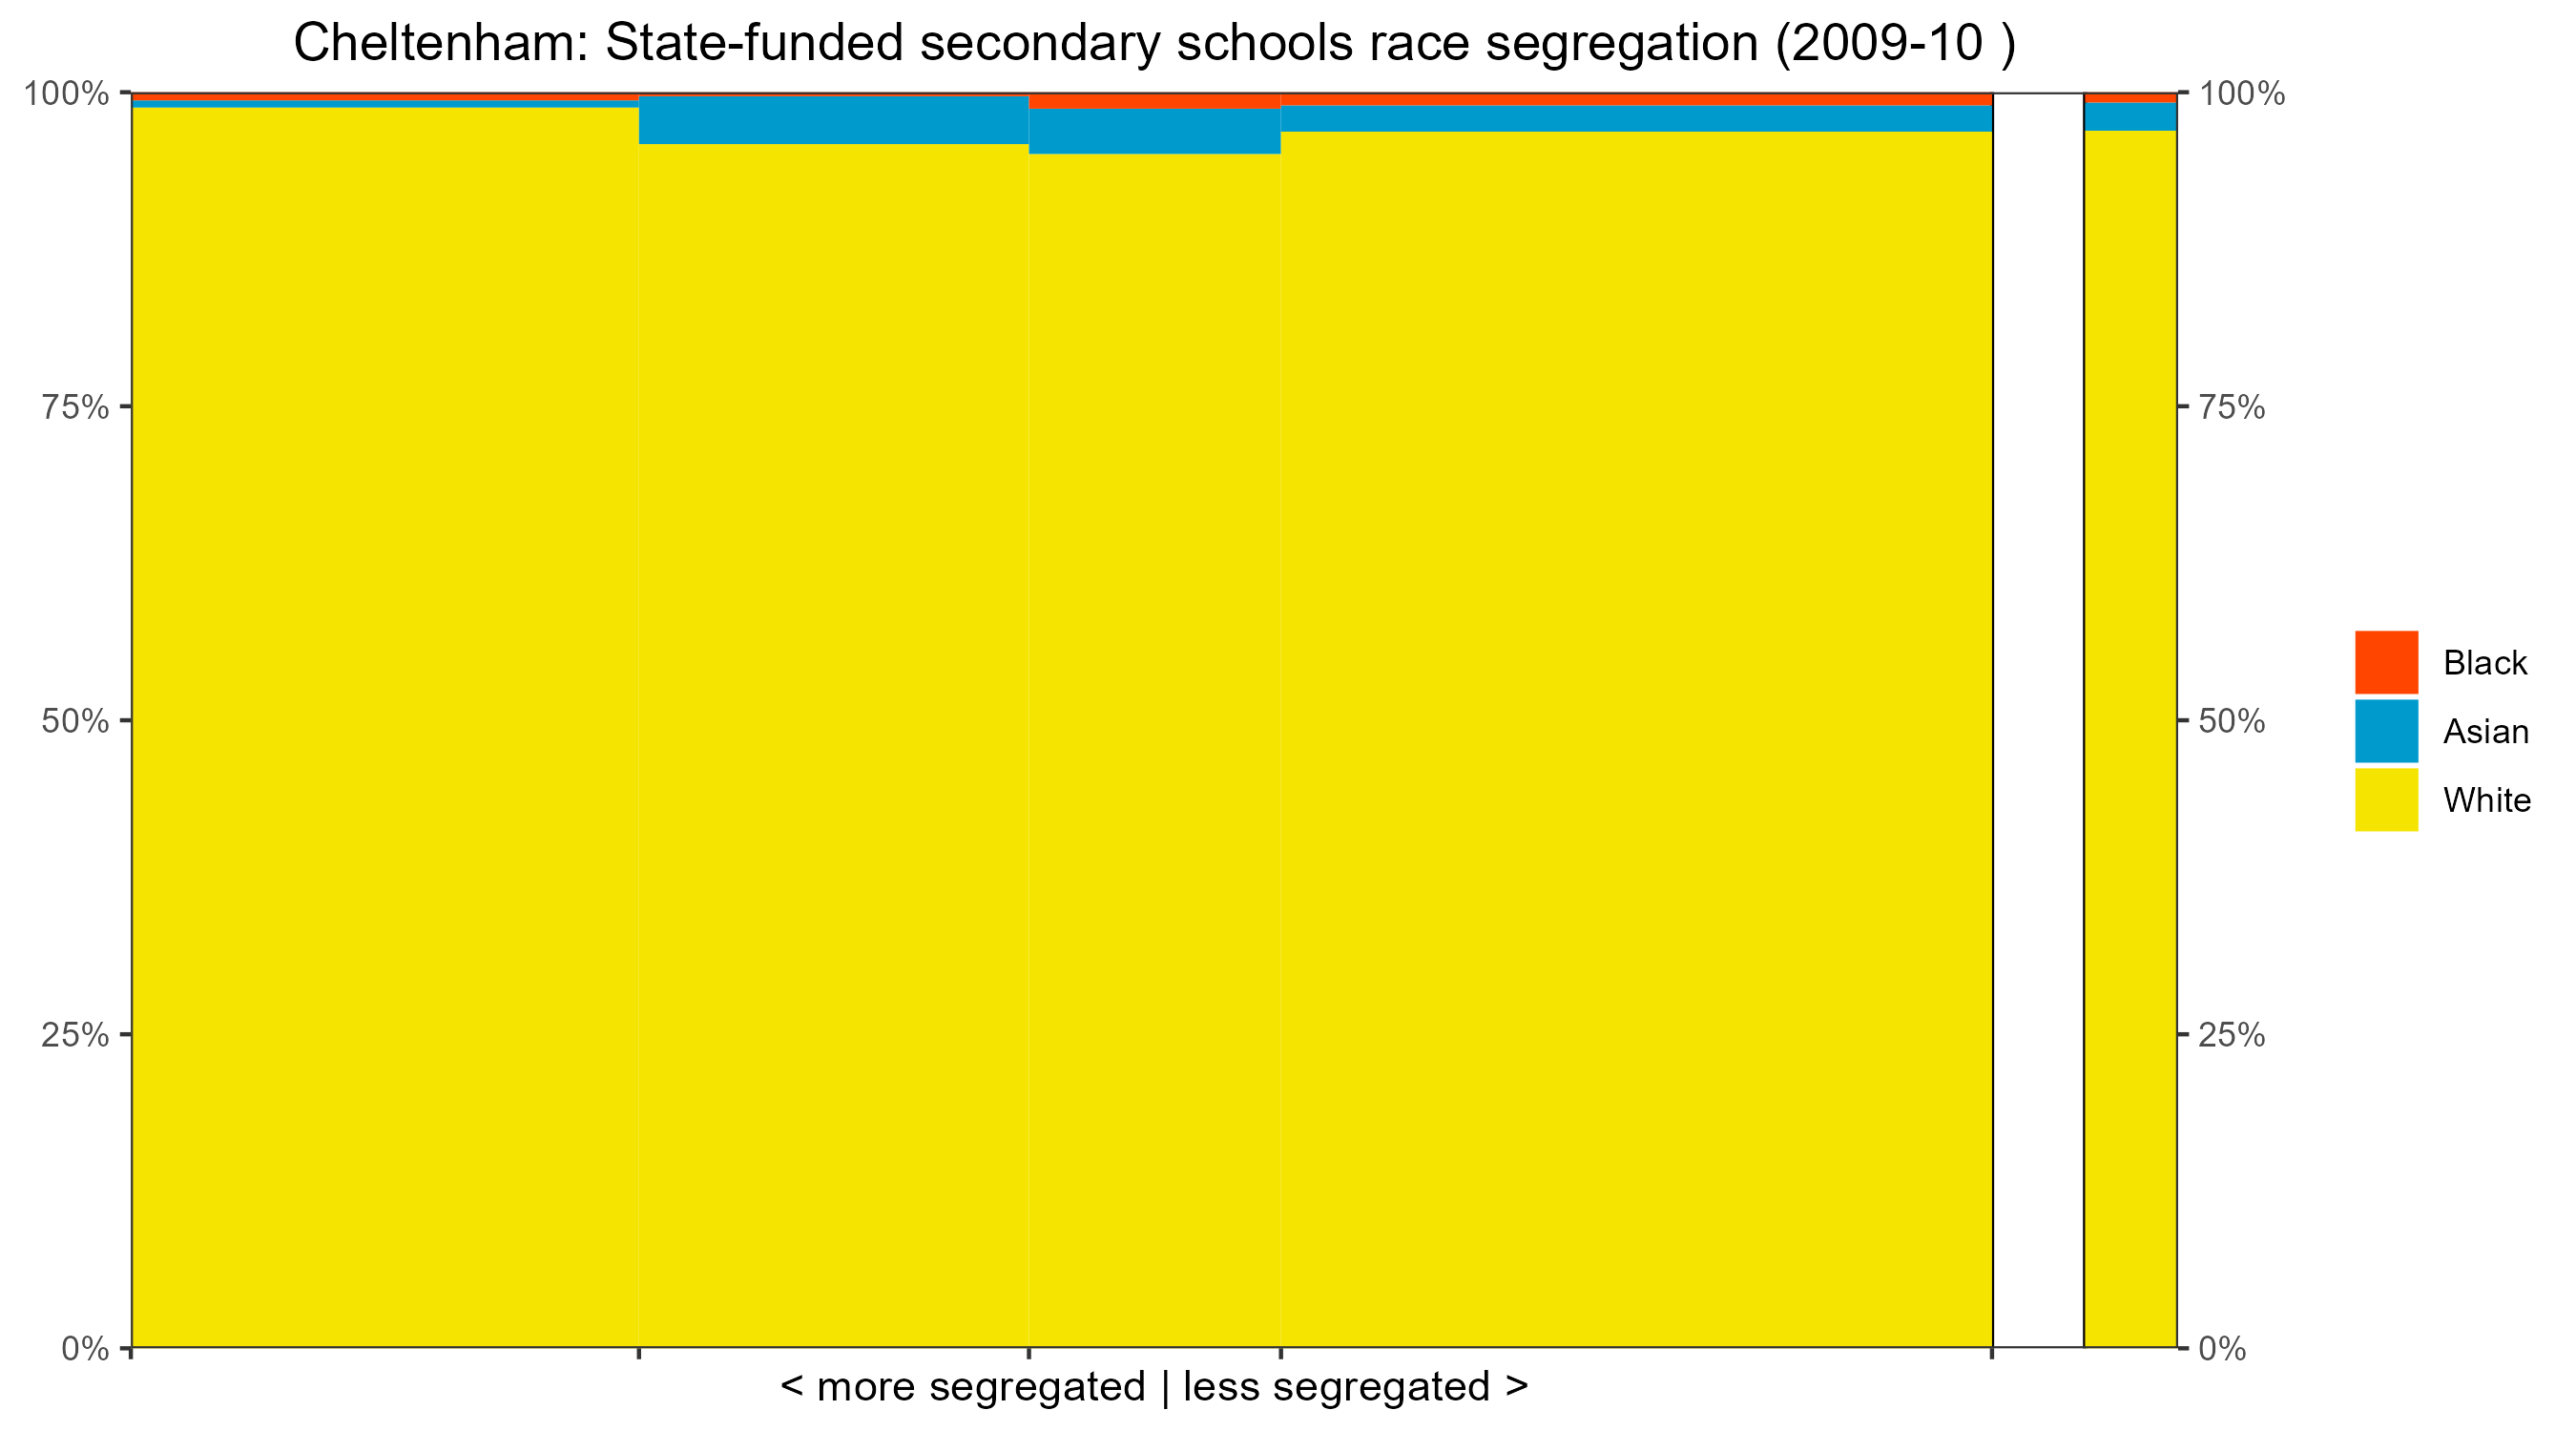 Cheltenham: State-funded secondary schools race segregation (2009-10 )
100%
75%
50%
25%
0%
100%
75%
50%
25%
0%
Black
Asian
White
< more segregated | less segregated >